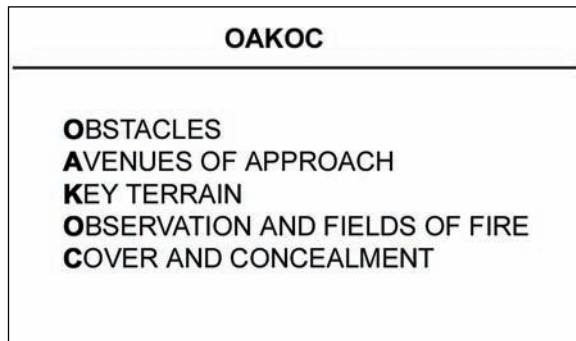 OAKOC
OBSTACLES
AVENUES OF APPROACH
KEY TERRAIN
OBSERVATION AND FIELDS OF FIRE
COVER AND CONCEALMENT